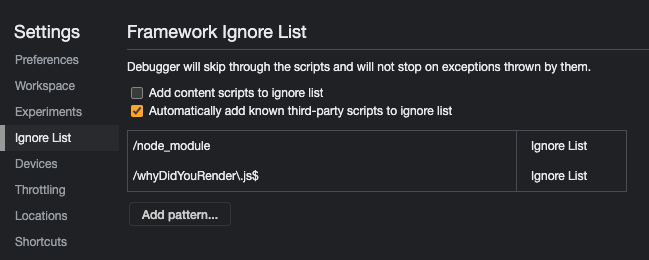 Settings
Preferences
Workspace
Experiments
Ignore List
Devices
Throttling
Locations
Shortcuts
Framework Ignore List
Debugger will skip through the scripts and will not stop on exceptions thrown by them.
Add content scripts to ignore list
Automatically add known third-party scripts to ignore list
/node_module Ignore List
/whyDidYouRender\.js$ Ignore List
Add pattern...